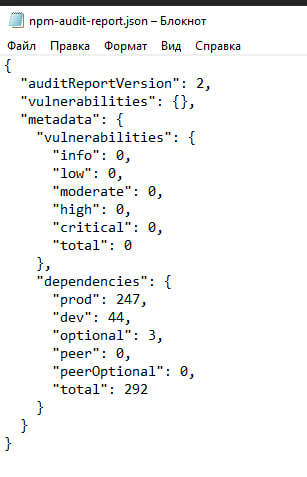 npm-audit-report.json – Блокнот
Файл Правка Формат Вид Справка
{
  "auditReportVersion": 2,
  "vulnerabilities": {},
  "metadata": {
    "vulnerabilities": {
      "info": 0,
      "low": 0,
      "moderate": 0,
      "high": 0,
      "critical": 0,
      "total": 0
    },
    "dependencies": {
      "prod": 247,
      "dev": 44,
      "optional": 3,
      "peer": 0,
      "peerOptional": 0,
      "total": 292
    }
  }
}